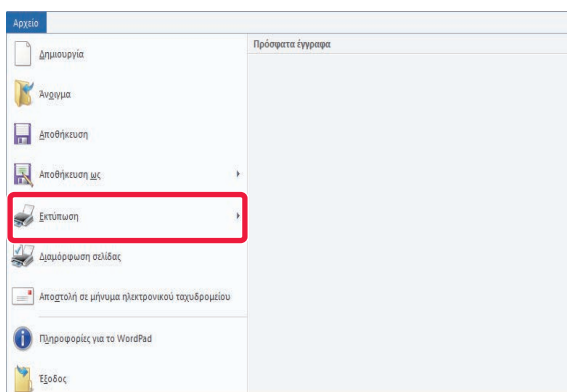 Αρχείο
Πρόσφατα έγγραφα
Δημιουργία
Άνοιγμα
Αποθήκευση
Αποθήκευση ως
Εκτύπωση
Διαμόρφωση σελίδας
Αποστολή σε μήνυμα ηλεκτρονικού ταχυδρομείου
Πληροφορίες για το WordPad
Έξοδος